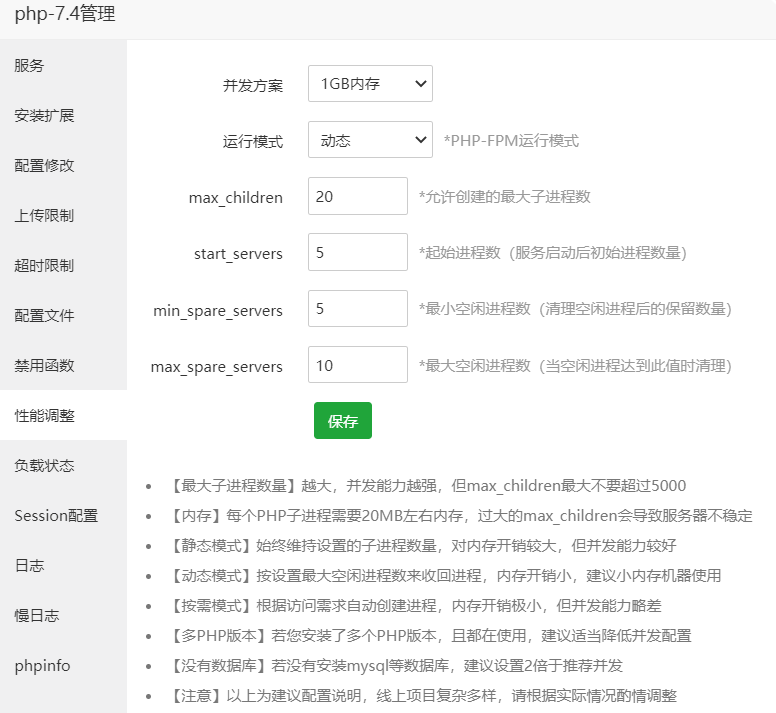 php-7.4管理
服务
安装扩展
配置修改
上传限制
超时限制
配置文件
禁用函数
性能调整
负载状态
Session配置
日志
慢日志
phpinfo
并发方案 1GB内存
运行模式 动态 *PHP-FPM运行模式
max_children 20 *允许创建的最大子进程数
start_servers 5 *起始进程数（服务启动后初始进程数量）
min_spare_servers 5 *最小空闲进程数（清理空闲进程后的保留数量）
max_spare_servers 10 *最大空闲进程数（当空闲进程达到此值时清理）
保存
【最大子进程数量】越大，并发能力越强，但max_children最大不要超过5000
【内存】每个PHP子进程需要20MB左右内存，过大的max_children会导致服务器不稳定
【静态模式】始终维持设置的子进程数量，对内存开销较大，但并发能力较好
【动态模式】按设置最大空闲进程数来收回进程，内存开销小，建议小内存机器使用
【按需模式】根据访问需求自动创建进程，内存开销极小，但并发能力略差
【多PHP版本】若您安装了多个PHP版本，且都在使用，建议适当降低并发配置
【没有数据库】若没有安装mysql等数据库，建议设置2倍于推荐并发
【注意】以上为建议配置说明，线上项目复杂多样，请根据实际情况酌情调整